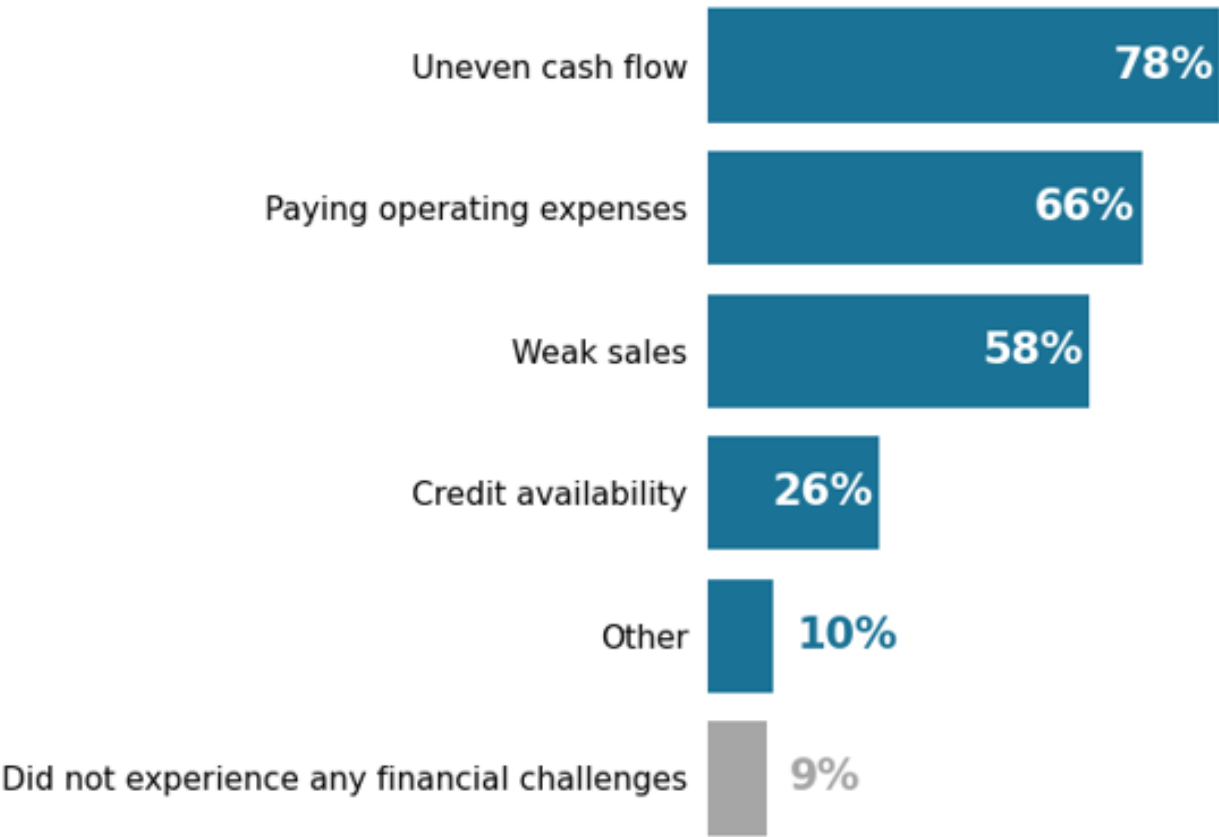 Uneven cash flow 78%
Paying operating expenses 66%
Weak sales 58%
Credit availability 26%
Other 10%
Did not experience any financial challenges 9%